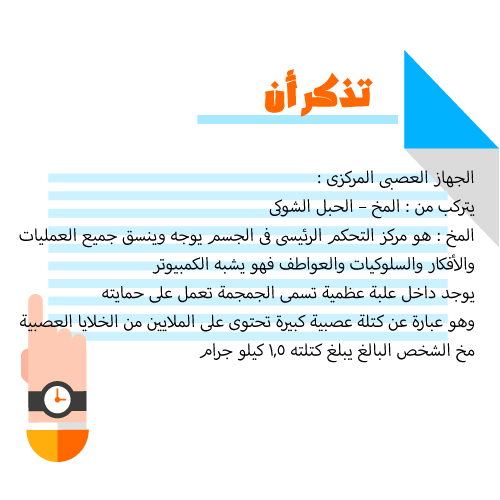 تذكر أن
الجهاز العصبى المركزى :
يتركب من : المخ – الحبل الشوكى
المخ : هو مركز التحكم الرئيسى فى الجسم يوجه وينسق جميع العمليات
والأفكار والسلوكيات والعواطف فهو يشبه الكمبيوتر
يوجد داخل علبة عظمية تسمى الجمجمة تعمل على حمايته
وهو عبارة عن كتلة عصبية كبيرة تحتوى على الملايين من الخلايا العصبية
مخ الشخص البالغ يبلغ كتلته ١,٥ كيلو جرام